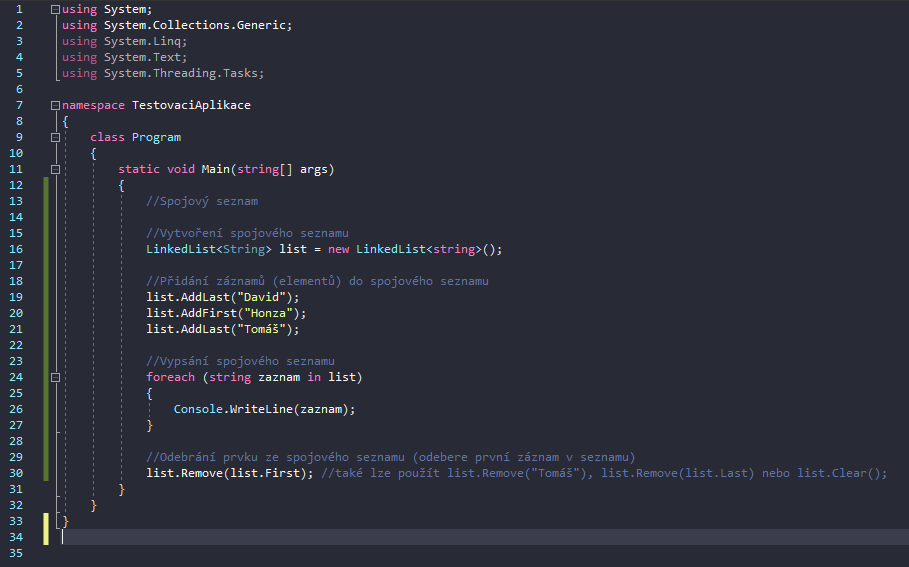 1 using System;
2 using System.Collections.Generic;
3 using System.Linq;
4 using System.Text;
5 using System.Threading.Tasks;
6
7 namespace TestovaciAplikace
8 {
9 class Program
10 {
11 static void Main(string[] args)
12 {
13 //Spojový seznam
14
15 //Vytvoření spojového seznamu
16 LinkedList<String> list = new LinkedList<string>();
17
18 //Přidání záznamů (elementů) do spojového seznamu
19 list.AddLast("David");
20 list.AddFirst("Honza");
21 list.AddLast("Tomáš");
22
23 //Vypsání spojového seznamu
24 foreach (string zaznam in list)
25 {
26 Console.WriteLine(zaznam);
27 }
28
29 //Odebrání prvku ze spojového seznamu (odebere první záznam v seznamu)
30 list.Remove(list.First); //také lze použít list.Remove("Tomáš"), list.Remove(list.Last) nebo list.Clear();
31 }
32 }
33 }
34
35